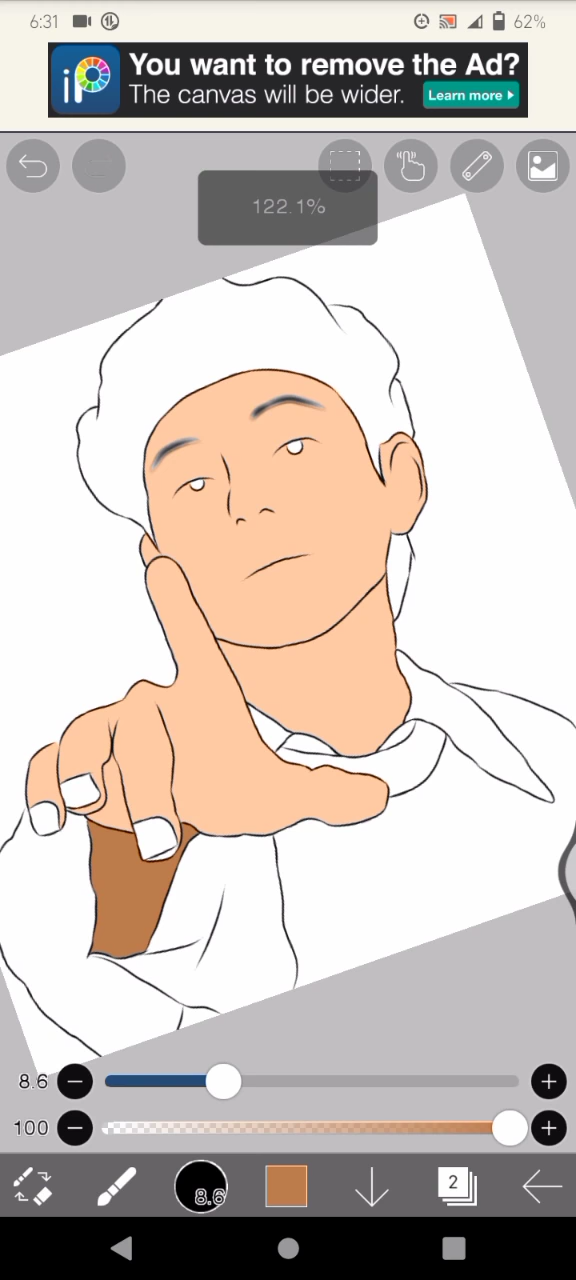 6:31
62%
iP
You want to remove the Ad?
The canvas will be wider.
Learn more
122.1%
8.6
100
8.6
2